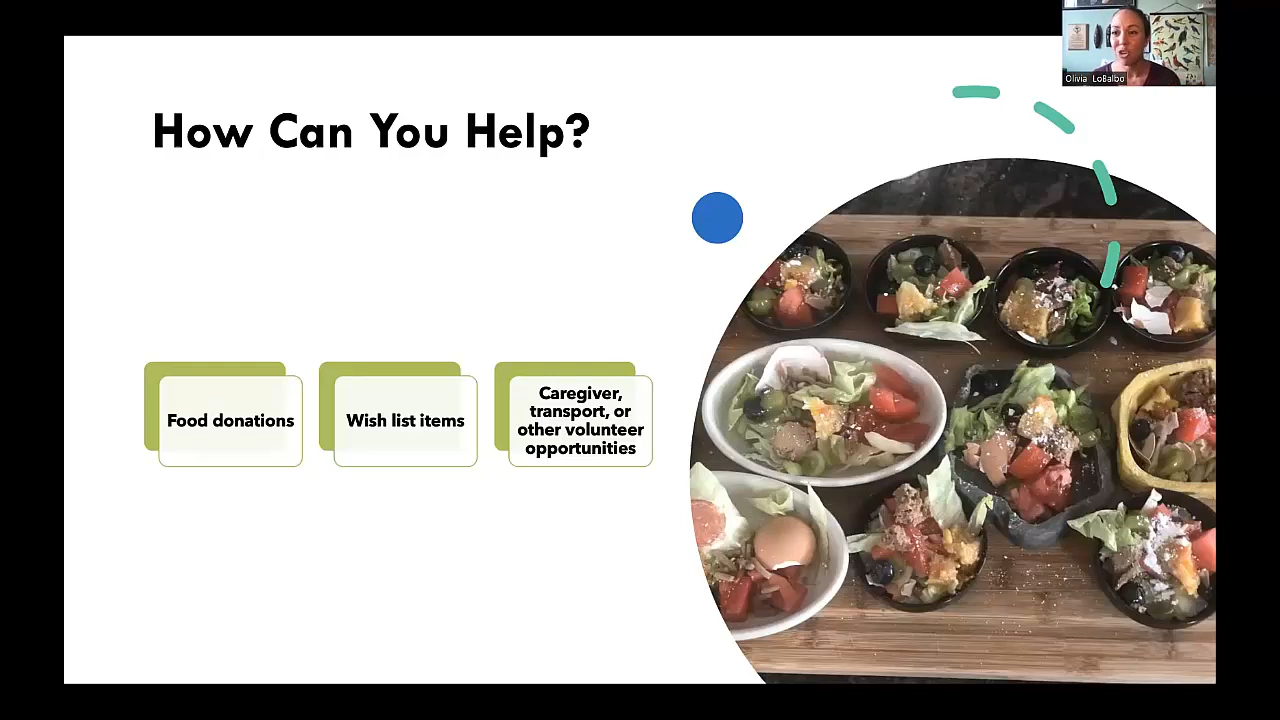 Olivia LoBalbo
How Can You Help?
Food donations
Wish list items
Caregiver,
transport, or
other volunteer
opportunities